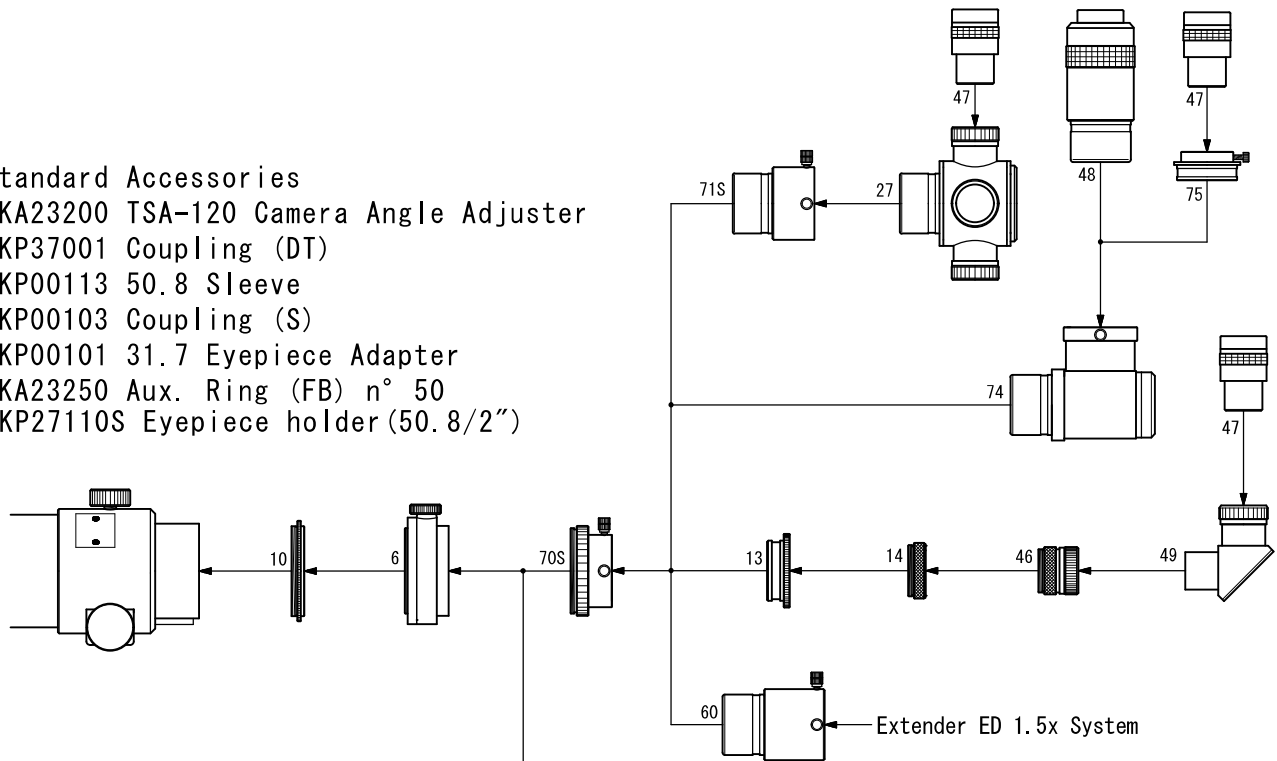 47
47
48
75
tandard Accessories
KA23200 TSA-120 Camera Angle Adjuster
KP37001 Coupling (DT)
KP00113 50.8 Sleeve
KP00103 Coupling (S)
KP00101 31.7 Eyepiece Adapter
KA23250 Aux. Ring (FB) n° 50
KP27110S Eyepiece holder(50.8/2″)
71S
27
74
47
10
6
70S
13
14
46
49
60
Extender ED 1.5x System